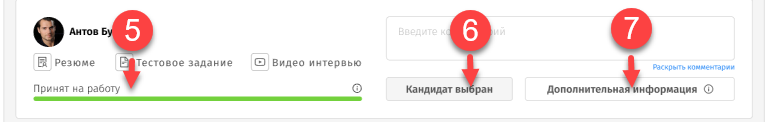 5
6
7
Антов Бу
Введите к
ий
Резюме
Тестовое задание
Видео интервью
Раскрыть комментарии
Принят на работу
Кандидат выбран
Дополнительная информация